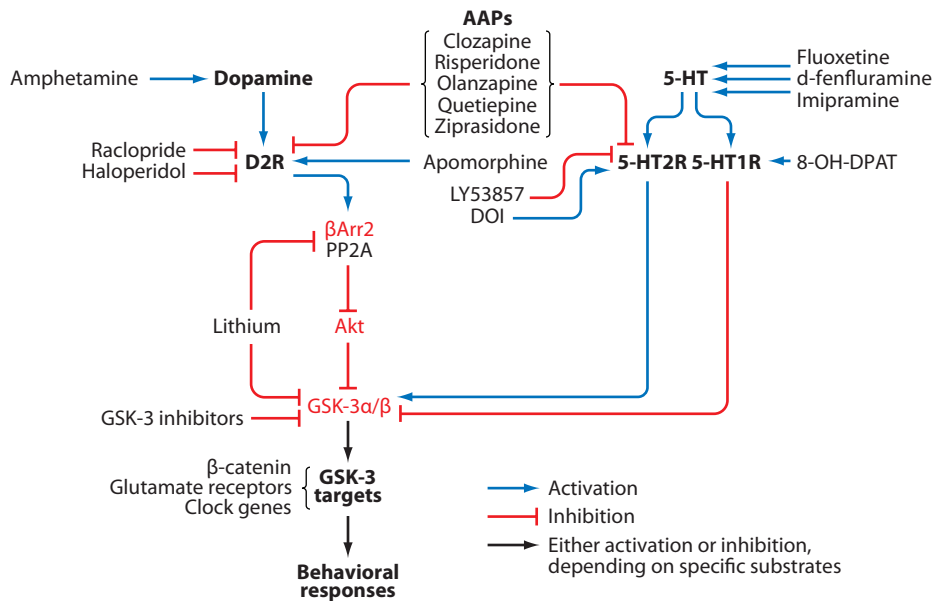 AAPs
Clozapine
Risperidone
Olanzapine
Quetiepine
Ziprasidone
Amphetamine
Dopamine
5-HT
Fluoxetine
d-fenfluramine
Imipramine
Raclopride
Haloperidol
D2R
Apomorphine
5-HT2R
5-HT1R
8-OH-DPAT
LY53857
DOI
βArr2
PP2A
Lithium
Akt
GSK-3α/β
GSK-3 inhibitors
β-catenin
Glutamate receptors
Clock genes
GSK-3
targets
Behavioral
responses
Activation
Inhibition
Either activation or inhibition,
depending on specific substrates